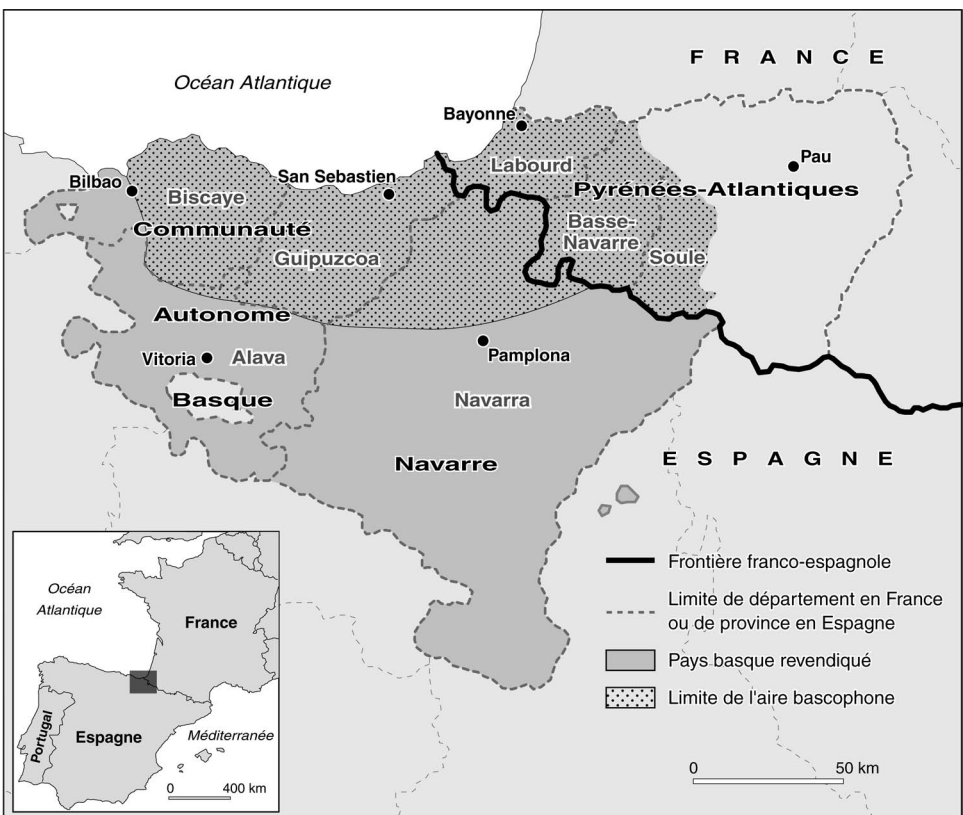 FRANCE
Océan Atlantique
Bayonne
Labourd
Pau
San Sebastien
Bilbao
Biscaye
Pyrénées-Atlantiques
Communauté
Basse-
Navarre
Guipuzcoa
Soule
Autonome
Vitoria
Alava
Pamplona
Basque
Navarra
Navarre
ESPAGNE
Frontière franco-espagnole
Limite de département en France
ou de province en Espagne
Pays basque revendiqué
Limite de l'aire bascophone
0 50 km
Océan
Atlantique
France
Portugal
Espagne
Méditerranée
0 400 km